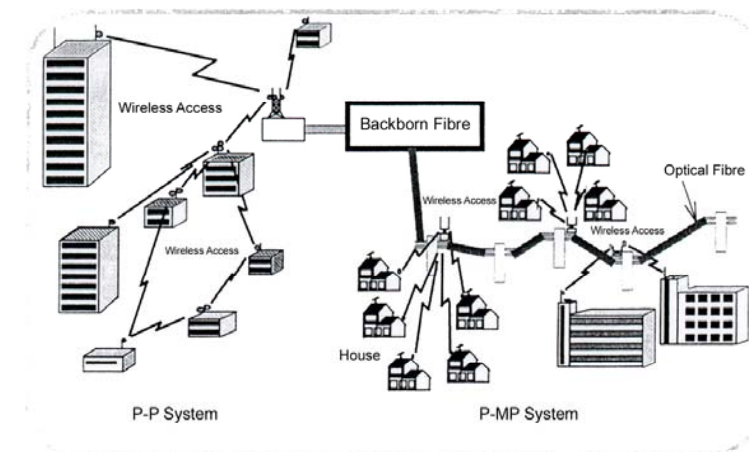 Wireless Access
Backborn Fibre
Optical Fibre
Wireless Access
Wireless Access
Wireless Access
House
P-P System
P-MP System